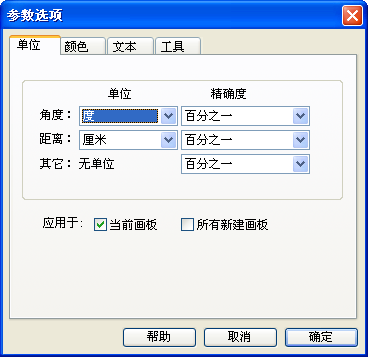 参数选项
单位 颜色 文本 工具
单位 精确度
角度： 度 百分之一
距离： 厘米 百分之一
其它： 无单位 百分之一
应用于: 当前画板 所有新建画板
帮助 取消 确定